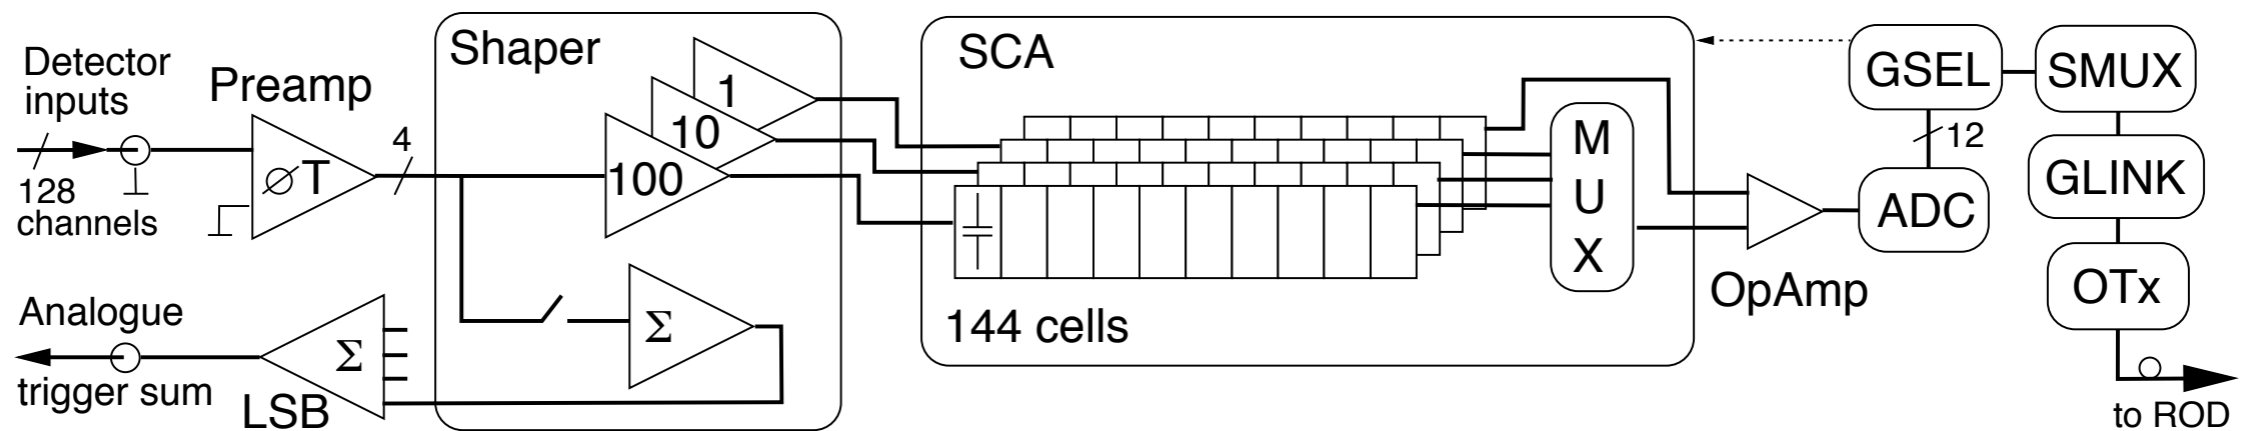 Detector
inputs
128
channels
Preamp
∅T
4
Shaper
1
10
100
Σ
Analogue
trigger sum
Σ
LSB
SCA
144 cells
M
U
X
OpAmp
GSEL
12
ADC
SMUX
GLINK
OTx
to ROD